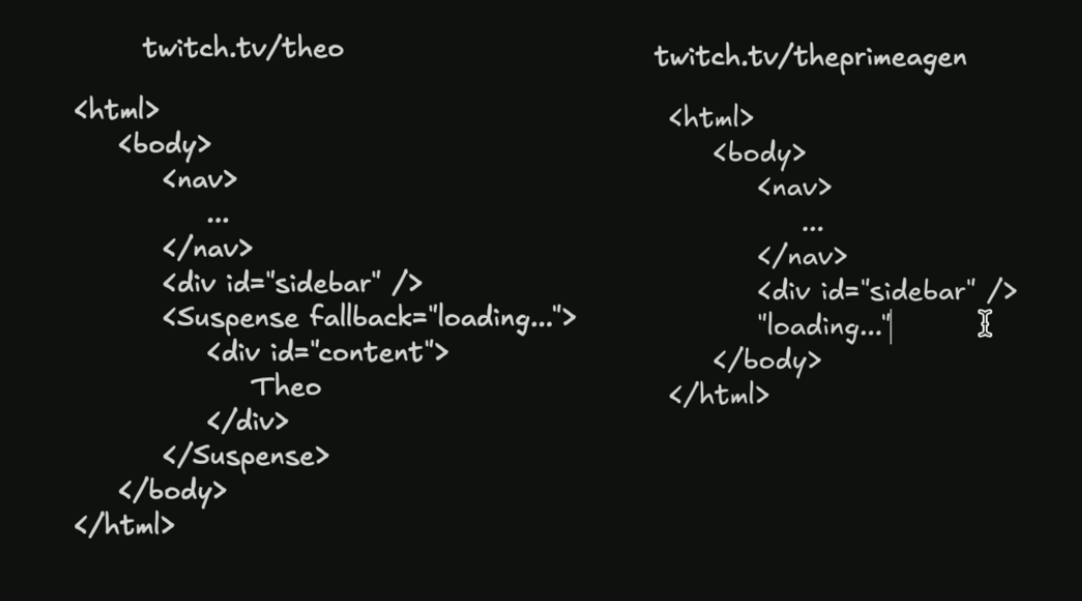 twitch.tv/theo
<html>
<body>
<nav>
...
</nav>
<div id="sidebar" />
<Suspense fallback="loading...">
<div id="content">
Theo
</div>
</Suspense>
</body>
</html>
twitch.tv/theprimeagen
<html>
<body>
<nav>
...
</nav>
<div id="sidebar" />
"loading..."
</body>
</html>